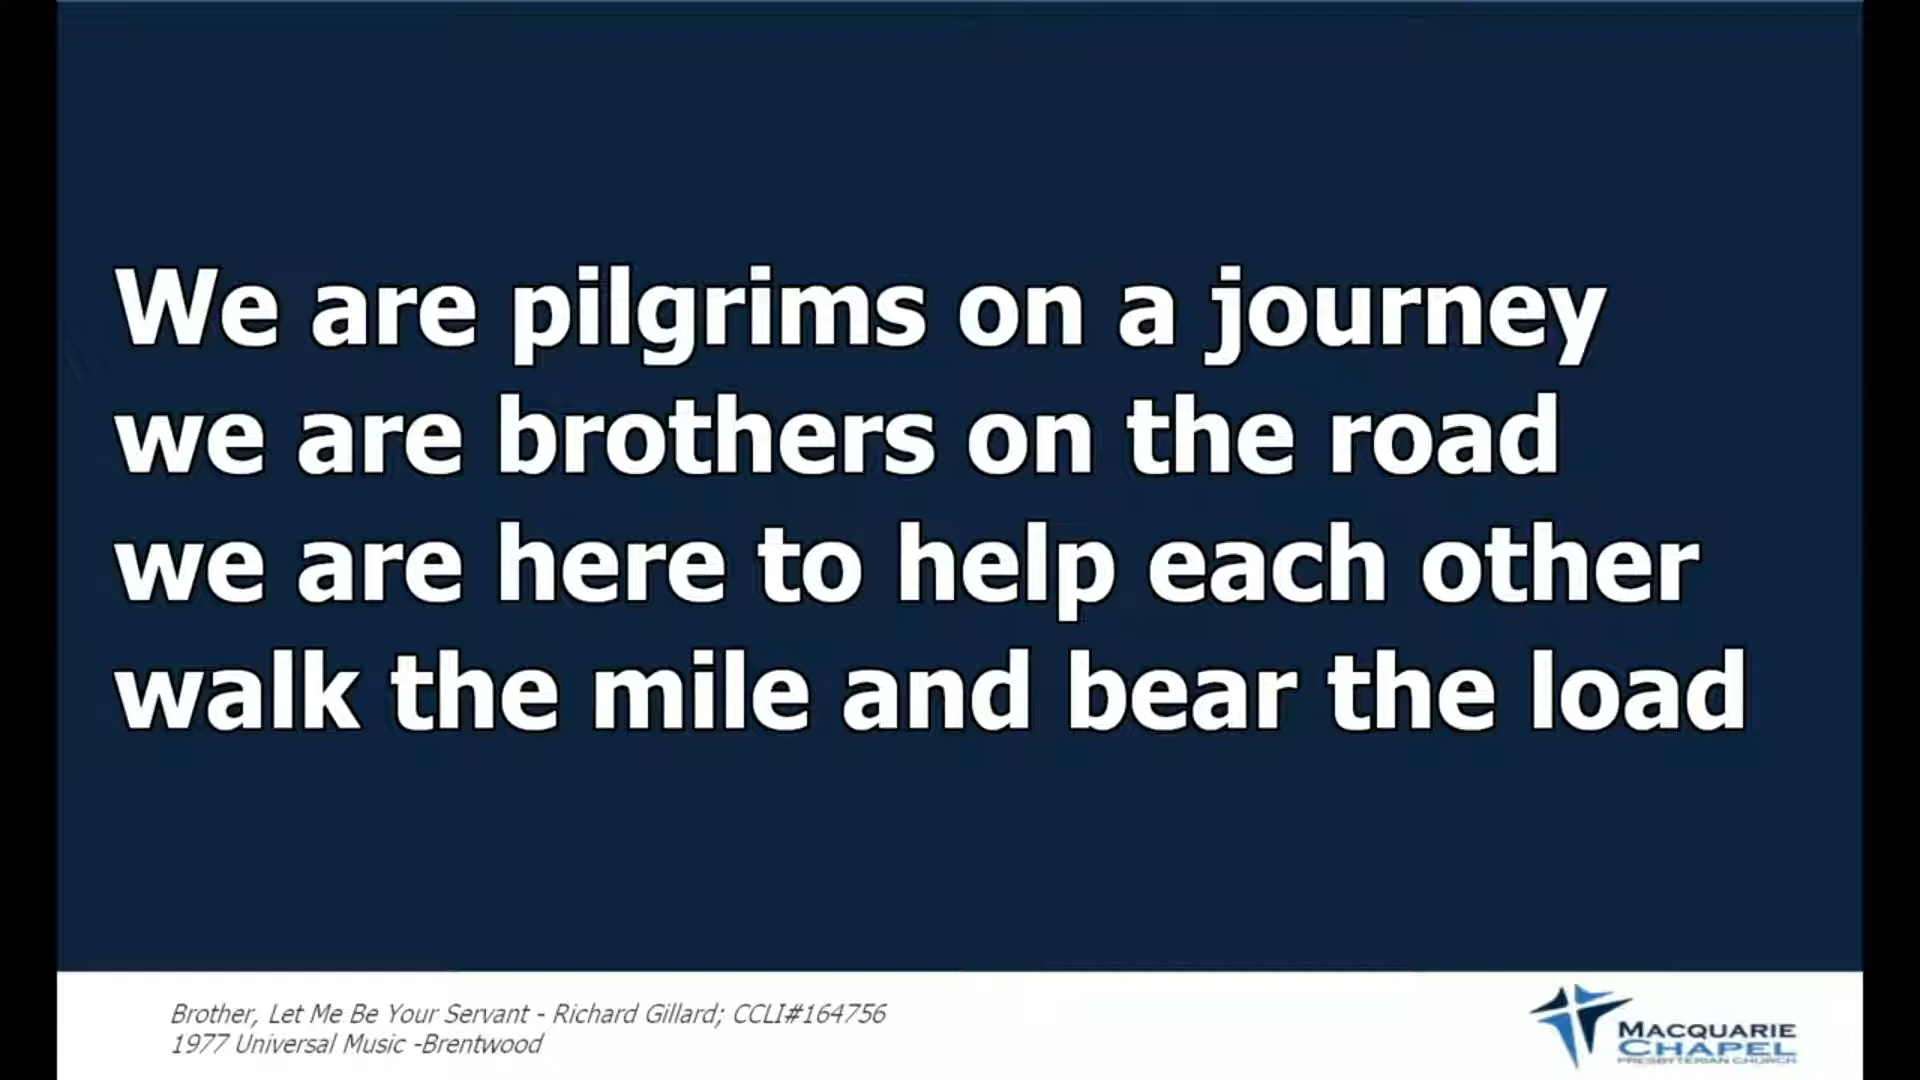 We are pilgrims on a journey
we are brothers on the road
we are here to help each other
walk the mile and bear the load
Brother, Let Me Be Your Servant - Richard Gillard; CCLI#164756
1977 Universal Music -Brentwood
MACQUARIE
CHAPEL
PRESBYTERIAN CHURCH